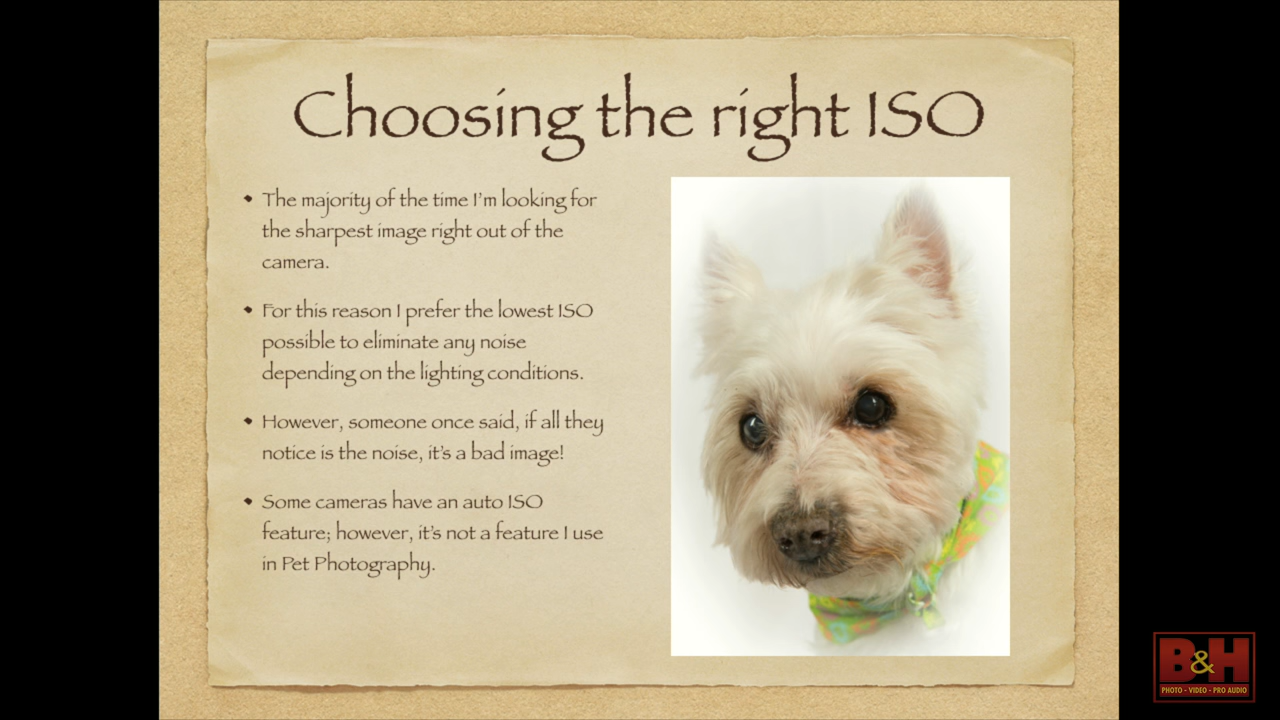 Choosing the right ISO
• The majority of the time I'm looking for
the sharpest image right out of the
camera.
• For this reason I prefer the lowest ISO
possible to eliminate any noise
depending on the lighting conditions.
• However, someone once said, if all they
notice is the noise, it's a bad image!
• Some cameras have an auto ISO
feature; however, it's not a feature I use
in Pet Photography.
B&H
PHOTO - VIDEO - PRO AUDIO